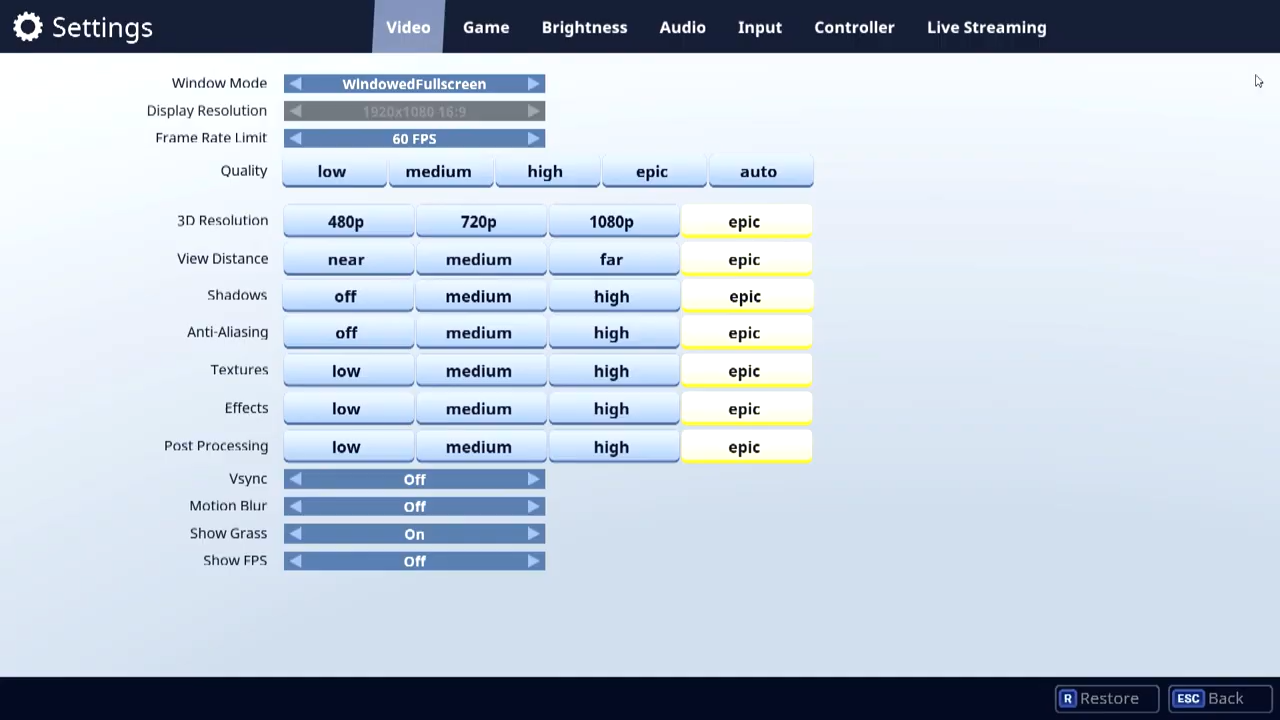 Settings Video Game Brightness Audio Input Controller Live Streaming
Window Mode WindowedFullscreen
Display Resolution 1920x1080 16:9
Frame Rate Limit 60 FPS
Quality low medium high epic auto
3D Resolution 480p 720p 1080p epic
View Distance near medium far epic
Shadows off medium high epic
Anti-Aliasing off medium high epic
Textures low medium high epic
Effects low medium high epic
Post Processing low medium high epic
Vsync Off
Motion Blur Off
Show Grass On
Show FPS Off
R Restore ESC Back